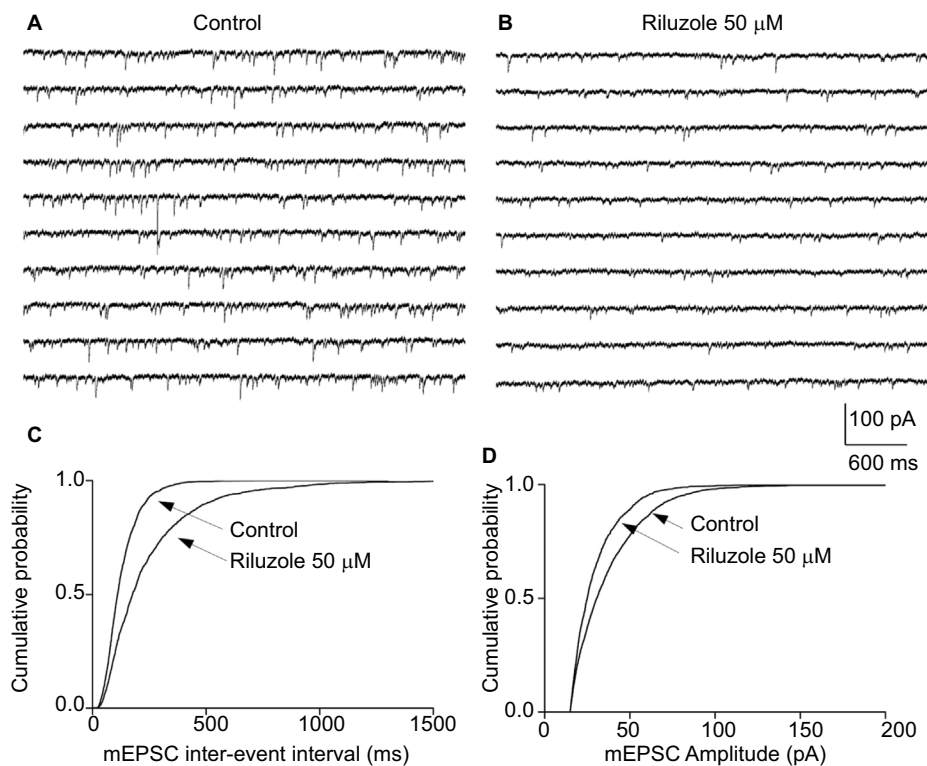 A
Control
B
Riluzole 50 μM
100 pA
600 ms
C
Cumulative probability
1.0
0.5
0.0
Control
Riluzole 50 μM
0
500
1000
1500
mEPSC inter-event interval (ms)
D
Cumulative probability
1.0
0.5
0.0
Control
Riluzole 50 μM
0
50
100
150
200
mEPSC Amplitude (pA)